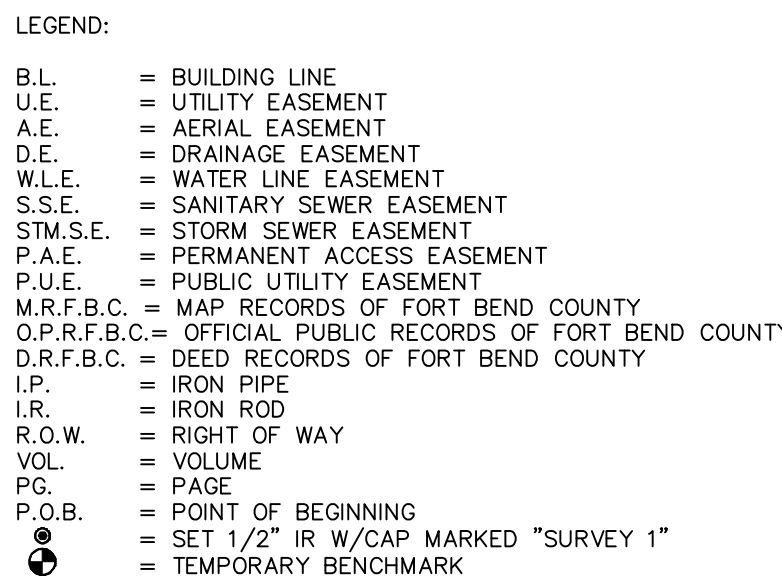 LEGEND:
B.L. = BUILDING LINE
U.E. = UTILITY EASEMENT
A.E. = AERIAL EASEMENT
D.E. = DRAINAGE EASEMENT
W.L.E. = WATER LINE EASEMENT
S.S.E. = SANITARY SEWER EASEMENT
STM.S.E. = STORM SEWER EASEMENT
P.A.E. = PERMANENT ACCESS EASEMENT
P.U.E. = PUBLIC UTILITY EASEMENT
M.R.F.B.C. = MAP RECORDS OF FORT BEND COUNTY
O.P.R.F.B.C.= OFFICIAL PUBLIC RECORDS OF FORT BEND COUNTY
D.R.F.B.C. = DEED RECORDS OF FORT BEND COUNTY
I.P. = IRON PIPE
I.R. = IRON ROD
R.O.W. = RIGHT OF WAY
VOL. = VOLUME
PG. = PAGE
P.O.B. = POINT OF BEGINNING
= SET 1/2" IR W/CAP MARKED "SURVEY 1"
= TEMPORARY BENCHMARK